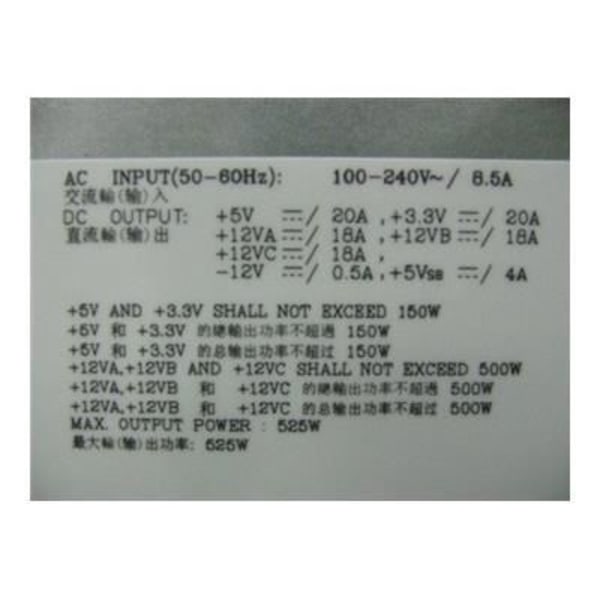 AC INPUT(50-60Hz): 100-240V~/ 8.5A
交流輸(输)入
DC OUTPUT: +5V ⎓/ 20A ,+3.3V ⎓/ 20A
直流輸(输)出 +12VA ⎓/ 18A ,+12VB ⎓/ 18A
+12VC ⎓/ 18A ,
-12V ⎓/ 0.5A ,+5VSB ⎓/ 4A
+5V AND +3.3V SHALL NOT EXCEED 150W
+5V 和 +3.3V 的總輸出功率不超過 150W
+5V 和 +3.3V 的总输出功率不超过 150W
+12VA,+12VB AND +12VC SHALL NOT EXCEED 500W
+12VA,+12VB 和 +12VC 的總輸出功率不超過 500W
+12VA,+12VB 和 +12VC 的总输出功率不超过 500W
MAX. OUTPUT POWER : 525W
最大輸(输)出功率: 525W